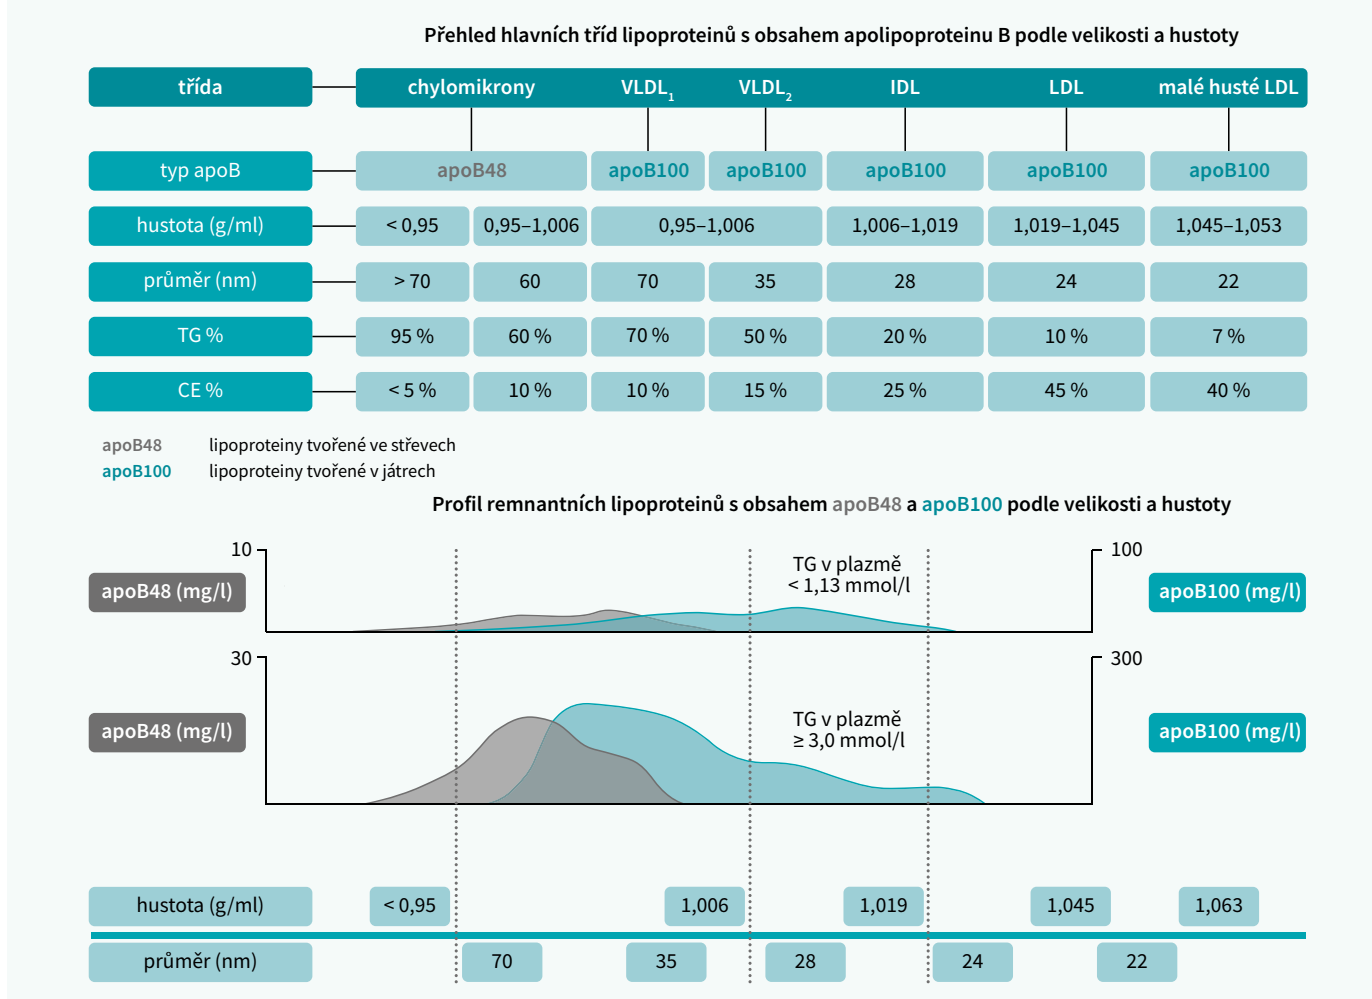 Přehled hlavních tříd lipoproteinů s obsahem apolipoproteinu B podle velikosti a hustoty
třída chylomikrony VLDL1 VLDL2 IDL LDL malé husté LDL
typ apoB apoB48 apoB100 apoB100 apoB100 apoB100 apoB100
hustota (g/ml) < 0,95 0,95–1,006 0,95–1,006 1,006–1,019 1,019–1,045 1,045–1,053
průměr (nm) > 70 60 70 35 28 24 22
TG % 95 % 60 % 70 % 50 % 20 % 10 % 7 %
CE % < 5 % 10 % 10 % 15 % 25 % 45 % 40 %
apoB48 lipoproteiny tvořené ve střevech
apoB100 lipoproteiny tvořené v játrech
Profil remnantních lipoproteinů s obsahem apoB48 a apoB100 podle velikosti a hustoty
10 100
TG v plazmě
< 1,13 mmol/l
apoB48 (mg/l) apoB100 (mg/l)
30 300
TG v plazmě
≥ 3,0 mmol/l
apoB48 (mg/l) apoB100 (mg/l)
hustota (g/ml) < 0,95 1,006 1,019 1,045 1,063
průměr (nm) 70 35 28 24 22